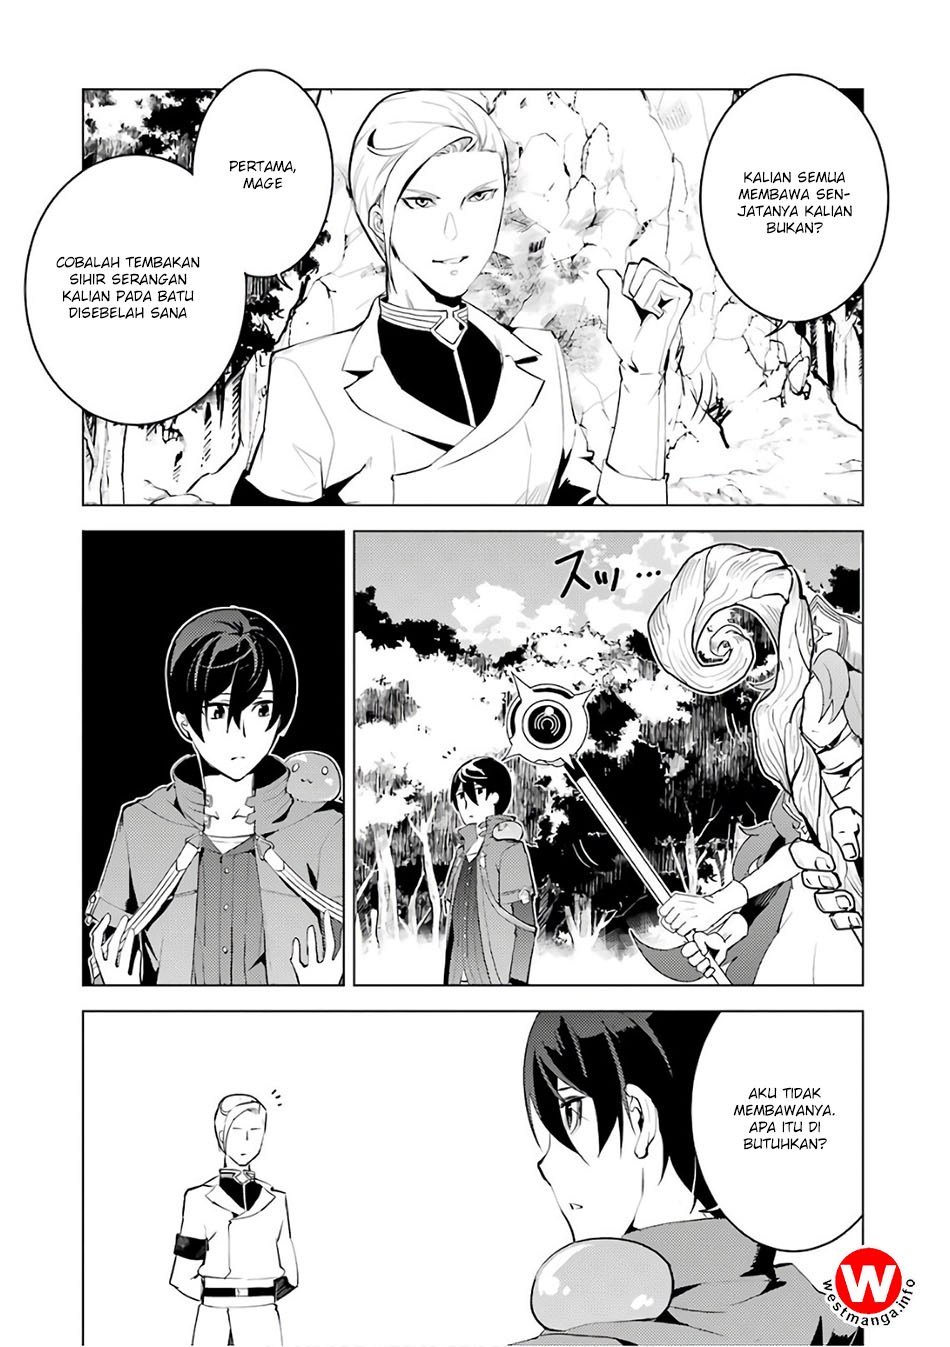 KALIAN SEMUA
MEMBAWA SEN-
JATANYA KALIAN
BUKAN?
PERTAMA,
MAGE
COBALAH TEMBAKAN
SIHIR SERANGAN
KALIAN PADA BATU
DISEBELAH SANA
スッ…
AKU TIDAK
MEMBAWANYA.
APA ITU DI
BUTUHKAN?
W
westmanga.info